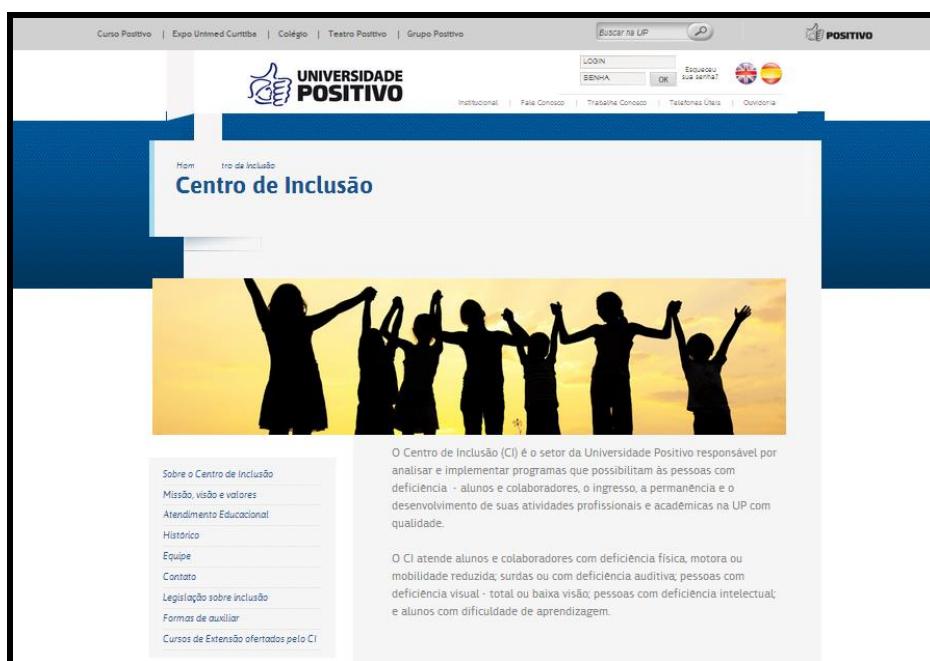 Curso Positivo | Expo Unimed Curitiba | Colégio | Teatro Positivo | Grupo Positivo
Buscar na UP
POSITIVO
UNIVERSIDADE
POSITIVO
LOGIN
SENHA
OK
Esqueceu
sua senha?
Institucional | Fale Conosco | Trabalhe Conosco | Telefones Úteis | Ouvidoria
Hom tro de Inclusão
Centro de Inclusão
Sobre o Centro de Inclusão
Missão, visão e valores
Atendimento Educacional
Histórico
Equipe
Contato
Legislação sobre inclusão
Formas de auxiliar
Cursos de Extensão ofertados pelo CI
O Centro de Inclusão (CI) é o setor da Universidade Positivo responsável por
analisar e implementar programas que possibilitam às pessoas com
deficiência - alunos e colaboradores, o ingresso, a permanência e o
desenvolvimento de suas atividades profissionais e acadêmicas na UP com
qualidade.
O CI atende alunos e colaboradores com deficiência física, motora ou
mobilidade reduzida; surdas ou com deficiência auditiva; pessoas com
deficiência visual - total ou baixa visão; pessoas com deficiência intelectual;
e alunos com dificuldade de aprendizagem.